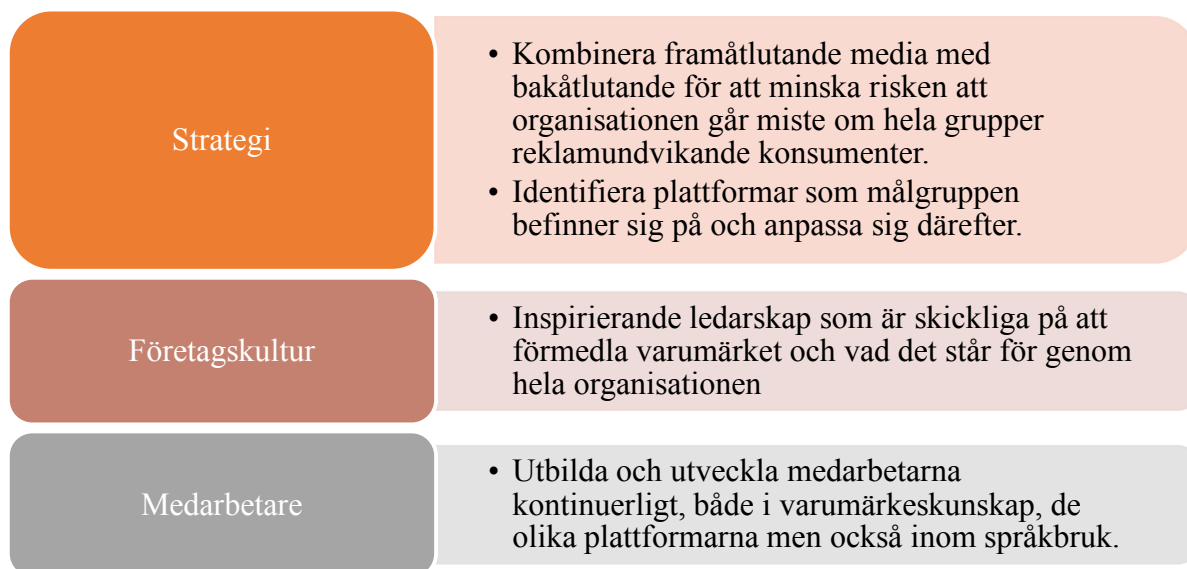 Strategi
• Kombinera framåtlutande media med
bakåtlutande för att minska risken att
organisationen går miste om hela grupper
reklamundvikande konsumenter.
• Identifiera plattformar som målgruppen
befinner sig på och anpassa sig därefter.
Företagskultur
• Inspirierande ledarskap som är skickliga på att
förmedla varumärket och vad det står för genom
hela organisationen
Medarbetare
• Utbilda och utveckla medarbetarna
kontinuerligt, både i varumärkeskunskap, de
olika plattformarna men också inom språkbruk.